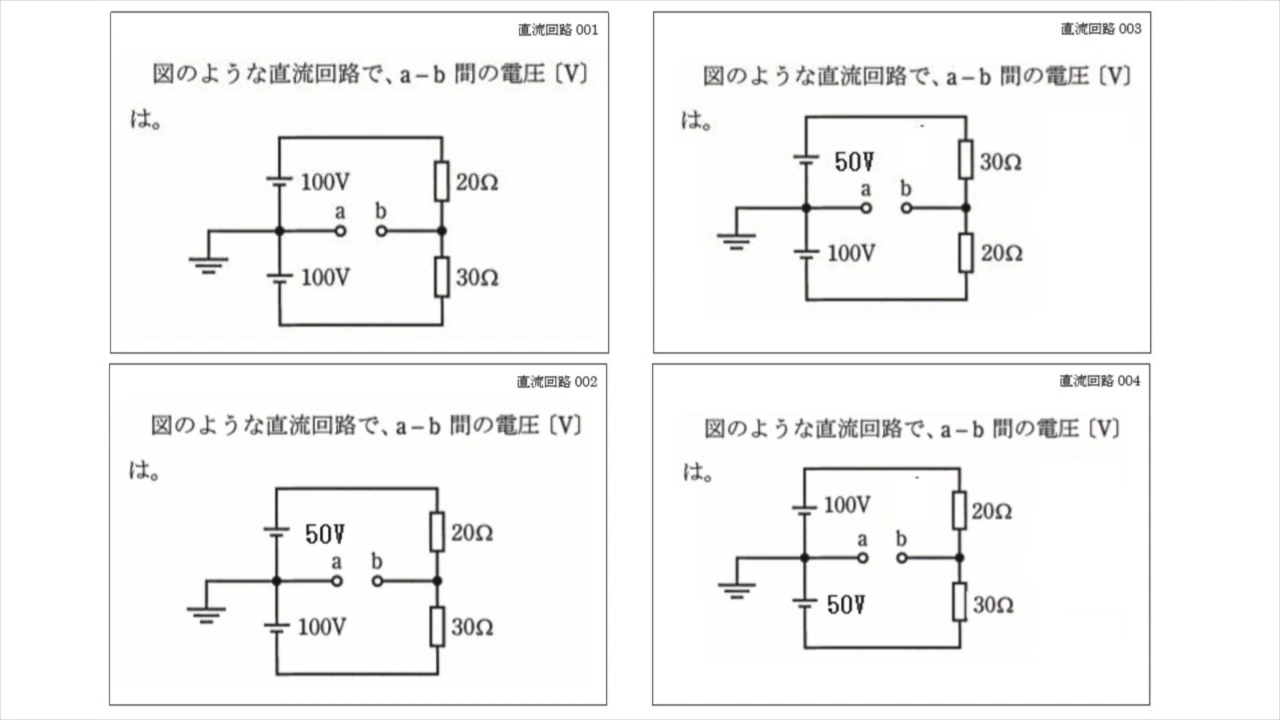 直流回路 001
図のような直流回路で、a−b 間の電圧〔V〕
は。
100V
20Ω
a
b
100V
30Ω
直流回路 003
図のような直流回路で、a−b 間の電圧〔V〕
は。
50V
30Ω
a
b
100V
20Ω
直流回路 002
図のような直流回路で、a−b 間の電圧〔V〕
は。
50V
20Ω
a
b
100V
30Ω
直流回路 004
図のような直流回路で、a−b 間の電圧〔V〕
は。
100V
20Ω
a
b
50V
30Ω